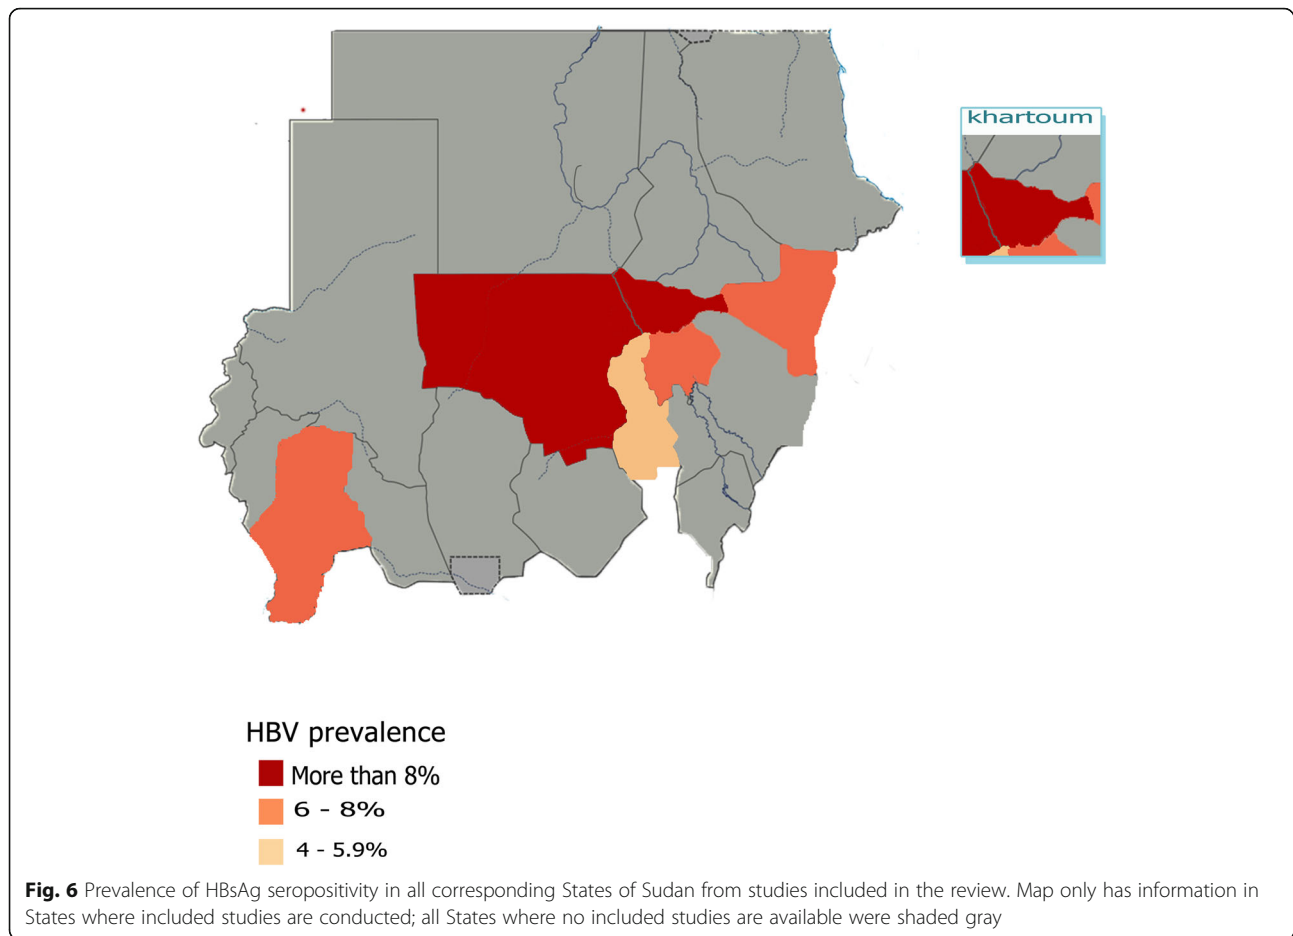 khartoum
HBV prevalence
More than 8%
6 - 8%
4 - 5.9%
Fig. 6 Prevalence of HBsAg seropositivity in all corresponding States of Sudan from studies included in the review. Map only has information in
States where included studies are conducted; all States where no included studies are available were shaded gray